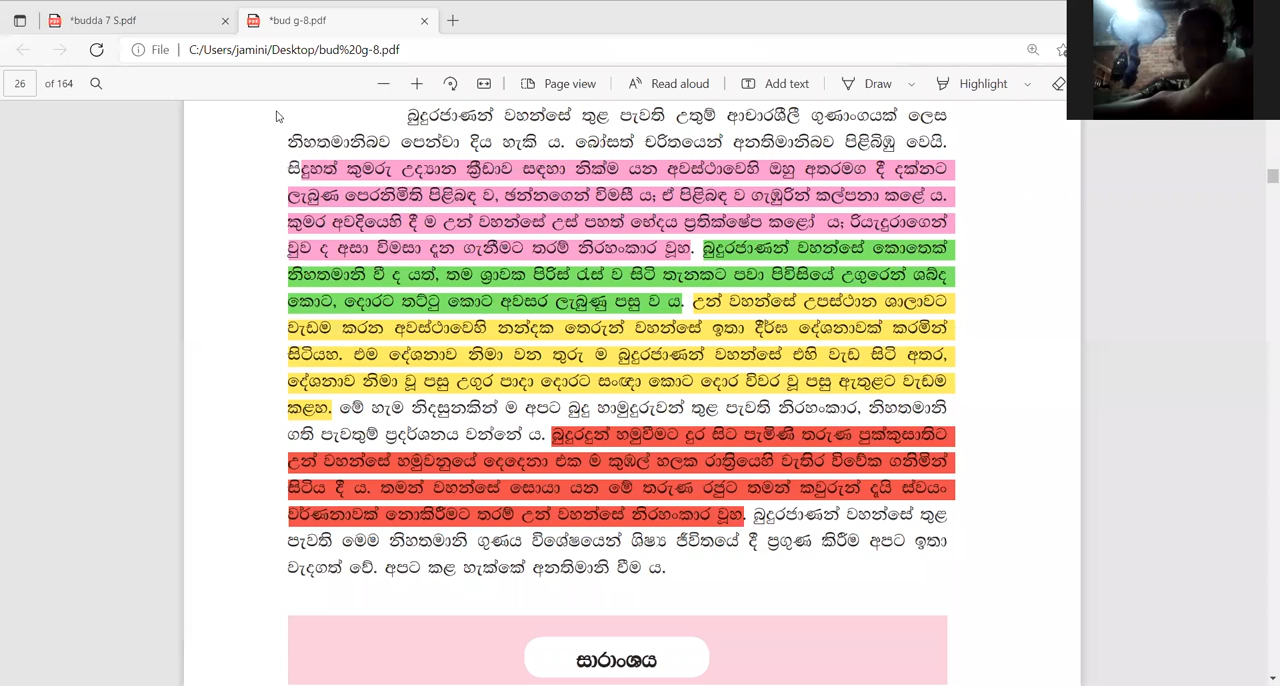 *budda 7 S.pdf
*bud g-8.pdf
File
C:/Users/jamini/Desktop/bud%20g-8.pdf
26 of 164
Page view
Read aloud
Add text
Draw
Highlight
බුදුරජාණන් වහන්සේ තුළ පැවති උතුම් ආචාරශීලී ගුණාංගයක් ලෙස
නිහතමානිබව පෙන්වා දිය හැකි ය. බෝසත් චරිතයෙන් අනතිමානිබව පිළිබිඹු වෙයි.
සිදුහත් කුමරු උද්‍යාන ක්‍රීඩාව සඳහා නික්ම යන අවස්ථාවෙහි ඔහු අතරමග දී දක්නට
ලැබුණ පෙරනිමිති පිළිබඳ ව, ඡන්නගෙන් විමසී ය; ඒ පිළිබඳ ව ගැඹුරින් කල්පනා කළේ ය.
කුමර අවදියෙහි දී ම උන් වහන්සේ උස් පහත් භේදය ප්‍රතික්ෂේප කළෝ ය; රියැදුරාගෙන්
වුව ද අසා විමසා දැන ගැනීමට තරම් නිරහංකාර වූහ. බුදුරජාණන් වහන්සේ කොතෙක්
නිහතමානි වී ද යත්, තම ශ්‍රාවක පිරිස් රැස් ව සිටි තැනකට පවා පිවිසියේ උගුරෙන් ශබ්ද
කොට, දොරට තට්ටු කොට අවසර ලැබුණු පසු ව ය. උන් වහන්සේ උපස්ථාන ශාලාවට
වැඩම කරන අවස්ථාවෙහි නන්දක තෙරුන් වහන්සේ ඉතා දීර්ඝ දේශනාවක් කරමින්
සිටියහ. එම දේශනාව නිමා වන තුරු ම බුදුරජාණන් වහන්සේ එහි වැඩ සිටි අතර,
දේශනාව නිමා වූ පසු උගුර පාදා දොරට සංඥා කොට දොර විවර වූ පසු ඇතුළට වැඩම
කළහ. මේ හැම නිදසුනකින් ම අපට බුදු හාමුදුරුවන් තුළ පැවති නිරහංකාර, නිහතමානි
ගති පැවතුම් ප්‍රදර්ශනය වන්නේ ය. බුදුරදුන් හමුවීමට දුර සිට පැමිණි තරුණ පුක්කුසාතිට
උන් වහන්සේ හමුවනුයේ දෙදෙනා එක ම කුඹල් හලක රාත්‍රියෙහි වැතිර විවේක ගනිමින්
සිටිය දී ය. තමන් වහන්සේ සොයා යන මේ තරුණ රජුට තමන් කවුරුන් දැයි ස්වයං
වර්ණනාවක් නොකිරීමට තරම් උන් වහන්සේ නිරහංකාර වූහ. බුදුරජාණන් වහන්සේ තුළ
පැවති මෙම නිහතමානි ගුණය විශේෂයෙන් ශිෂ්‍ය ජීවිතයේ දී ප්‍රගුණ කිරීම අපට ඉතා
වැදගත් වේ. අපට කළ හැක්කේ අනතිමානි වීම ය.
සාරාංශය